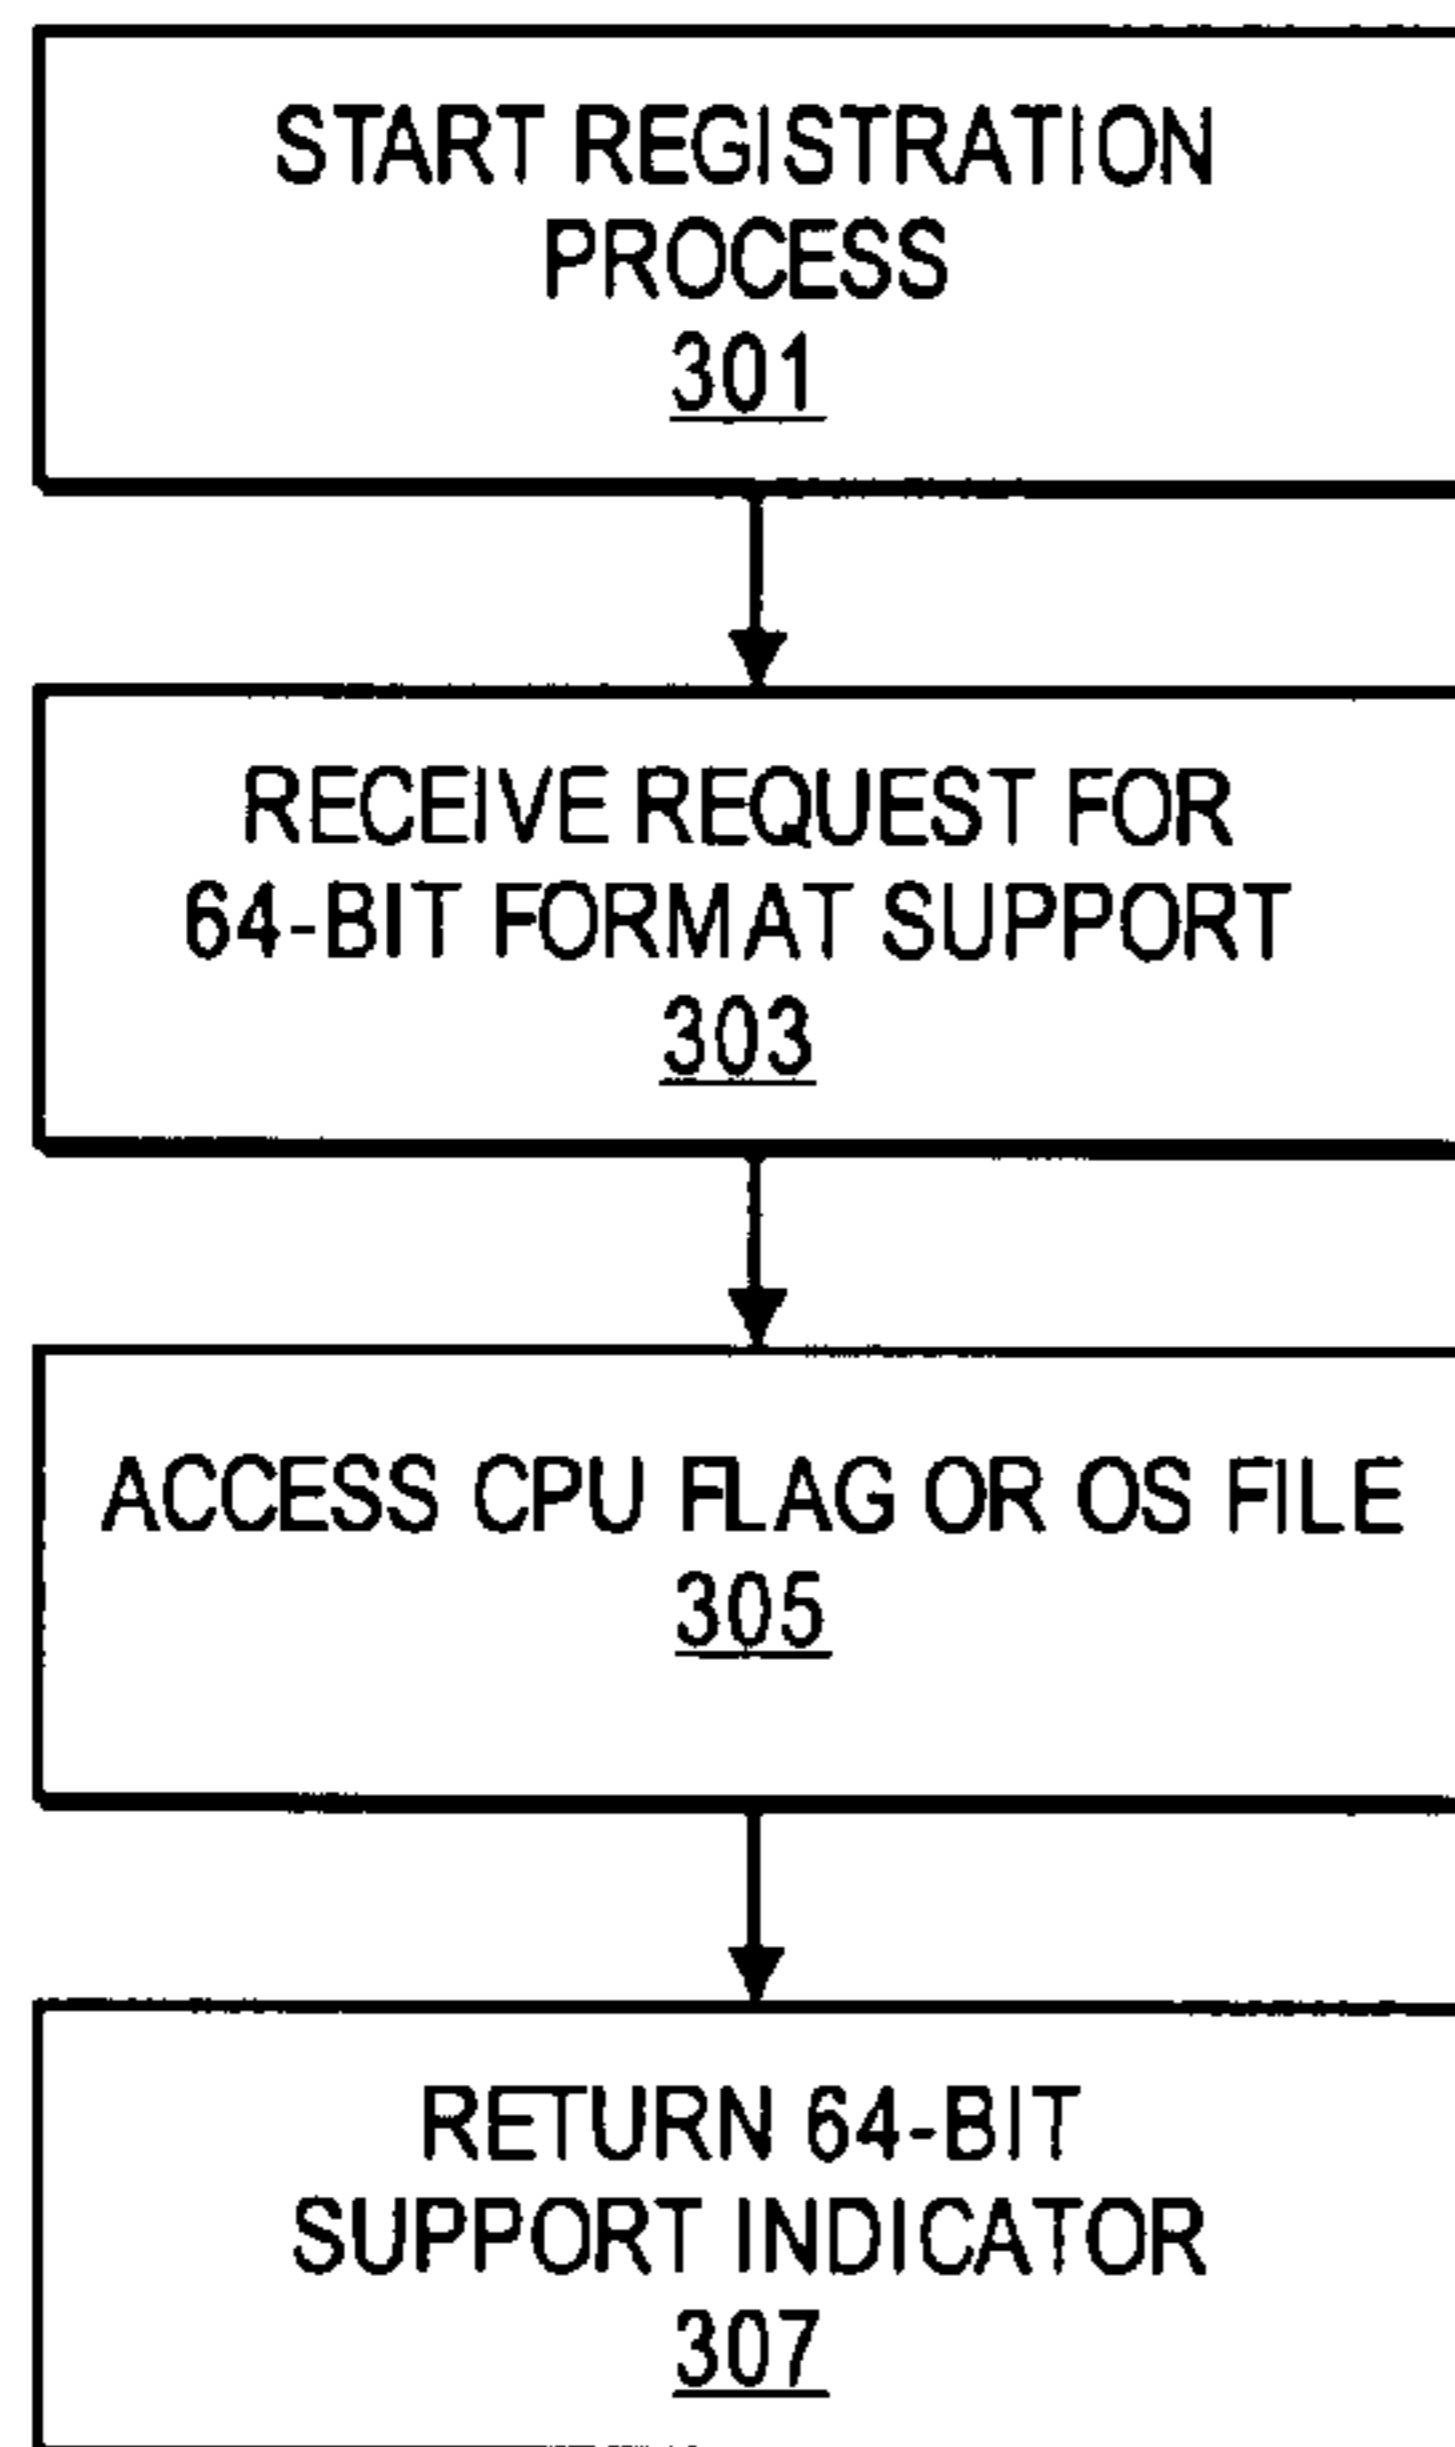 START REGISTRATION
PROCESS
301
RECEIVE REQUEST FOR
64-BIT FORMAT SUPPORT
303
ACCESS CPU FLAG OR OS FILE
305
RETURN 64-BIT
SUPPORT INDICATOR
307